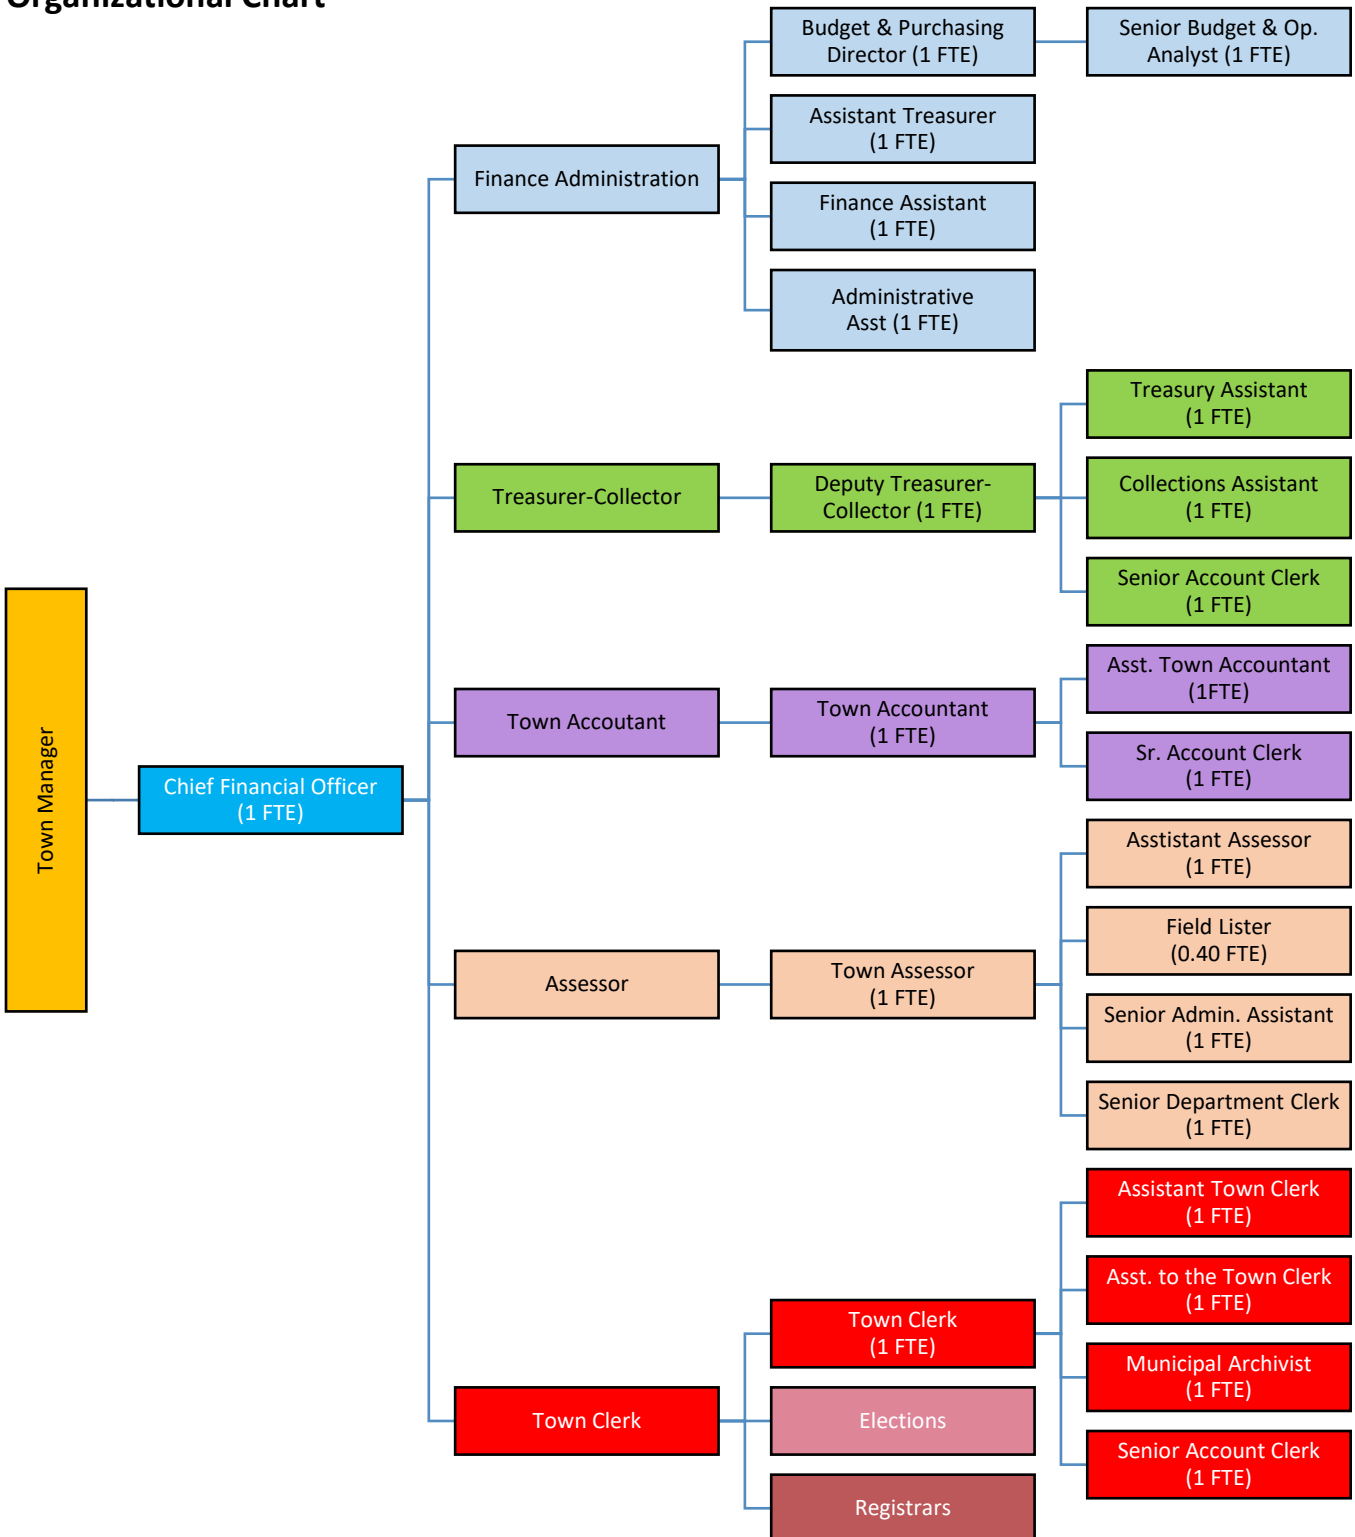 Organizational Chart
Budget & Purchasing
Director (1 FTE)
Senior Budget & Op.
Analyst (1 FTE)
Assistant Treasurer
(1 FTE)
Finance Administration
Finance Assistant
(1 FTE)
Administrative
Asst (1 FTE)
Treasury Assistant
(1 FTE)
Treasurer-Collector
Deputy Treasurer-
Collector (1 FTE)
Collections Assistant
(1 FTE)
Senior Account Clerk
(1 FTE)
Asst. Town Accountant
(1FTE)
Town Accoutant
Town Accountant
(1 FTE)
Sr. Account Clerk
(1 FTE)
Town Manager
Chief Financial Officer
(1 FTE)
Asstistant Assessor
(1 FTE)
Field Lister
(0.40 FTE)
Assessor
Town Assessor
(1 FTE)
Senior Admin. Assistant
(1 FTE)
Senior Department Clerk
(1 FTE)
Assistant Town Clerk
(1 FTE)
Asst. to the Town Clerk
(1 FTE)
Town Clerk
(1 FTE)
Municipal Archivist
(1 FTE)
Town Clerk
Elections
Senior Account Clerk
(1 FTE)
Registrars